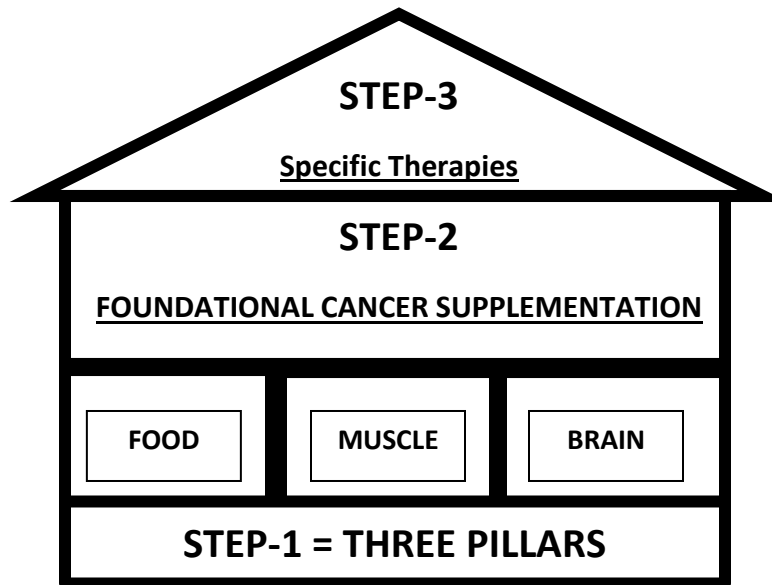 STEP-3
Specific Therapies
STEP-2
FOUNDATIONAL CANCER SUPPLEMENTATION
FOOD MUSCLE BRAIN
STEP-1 = THREE PILLARS